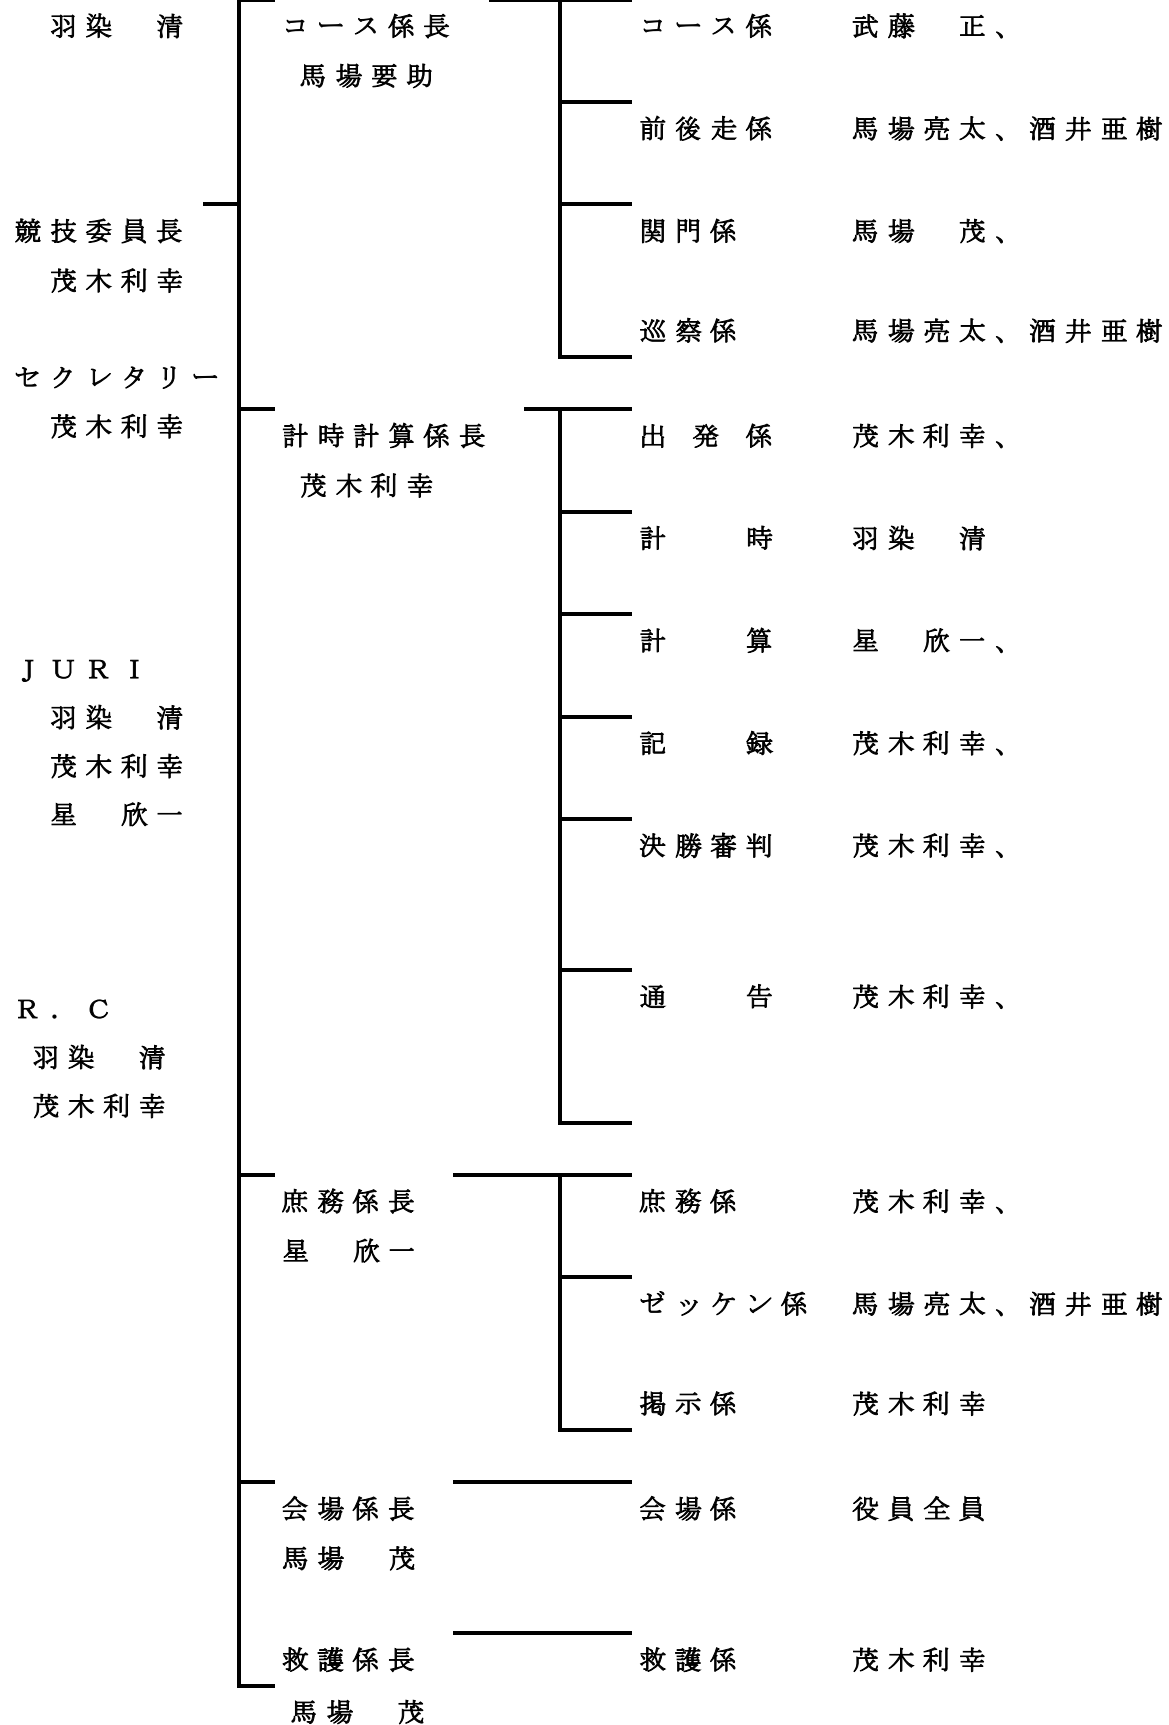 羽染　清
競技委員長
茂木利幸
セクレタリー
茂木利幸
ＪＵＲＩ
羽染　清
茂木利幸
星　欣一
Ｒ．Ｃ
羽染　清
茂木利幸
コース係長
馬場要助
コース係　武藤　正、
前後走係　馬場亮太、酒井亜樹
関門係　馬場　茂、
巡察係　馬場亮太、酒井亜樹
計時計算係長
茂木利幸
出発係　茂木利幸、
計　時　羽染　清
計　算　星　欣一、
記　録　茂木利幸、
決勝審判　茂木利幸、
通　告　茂木利幸、
庶務係長
星　欣一
庶務係　茂木利幸、
ゼッケン係　馬場亮太、酒井亜樹
掲示係　茂木利幸
会場係長
馬場　茂
会場係　役員全員
救護係長
馬場　茂
救護係　茂木利幸